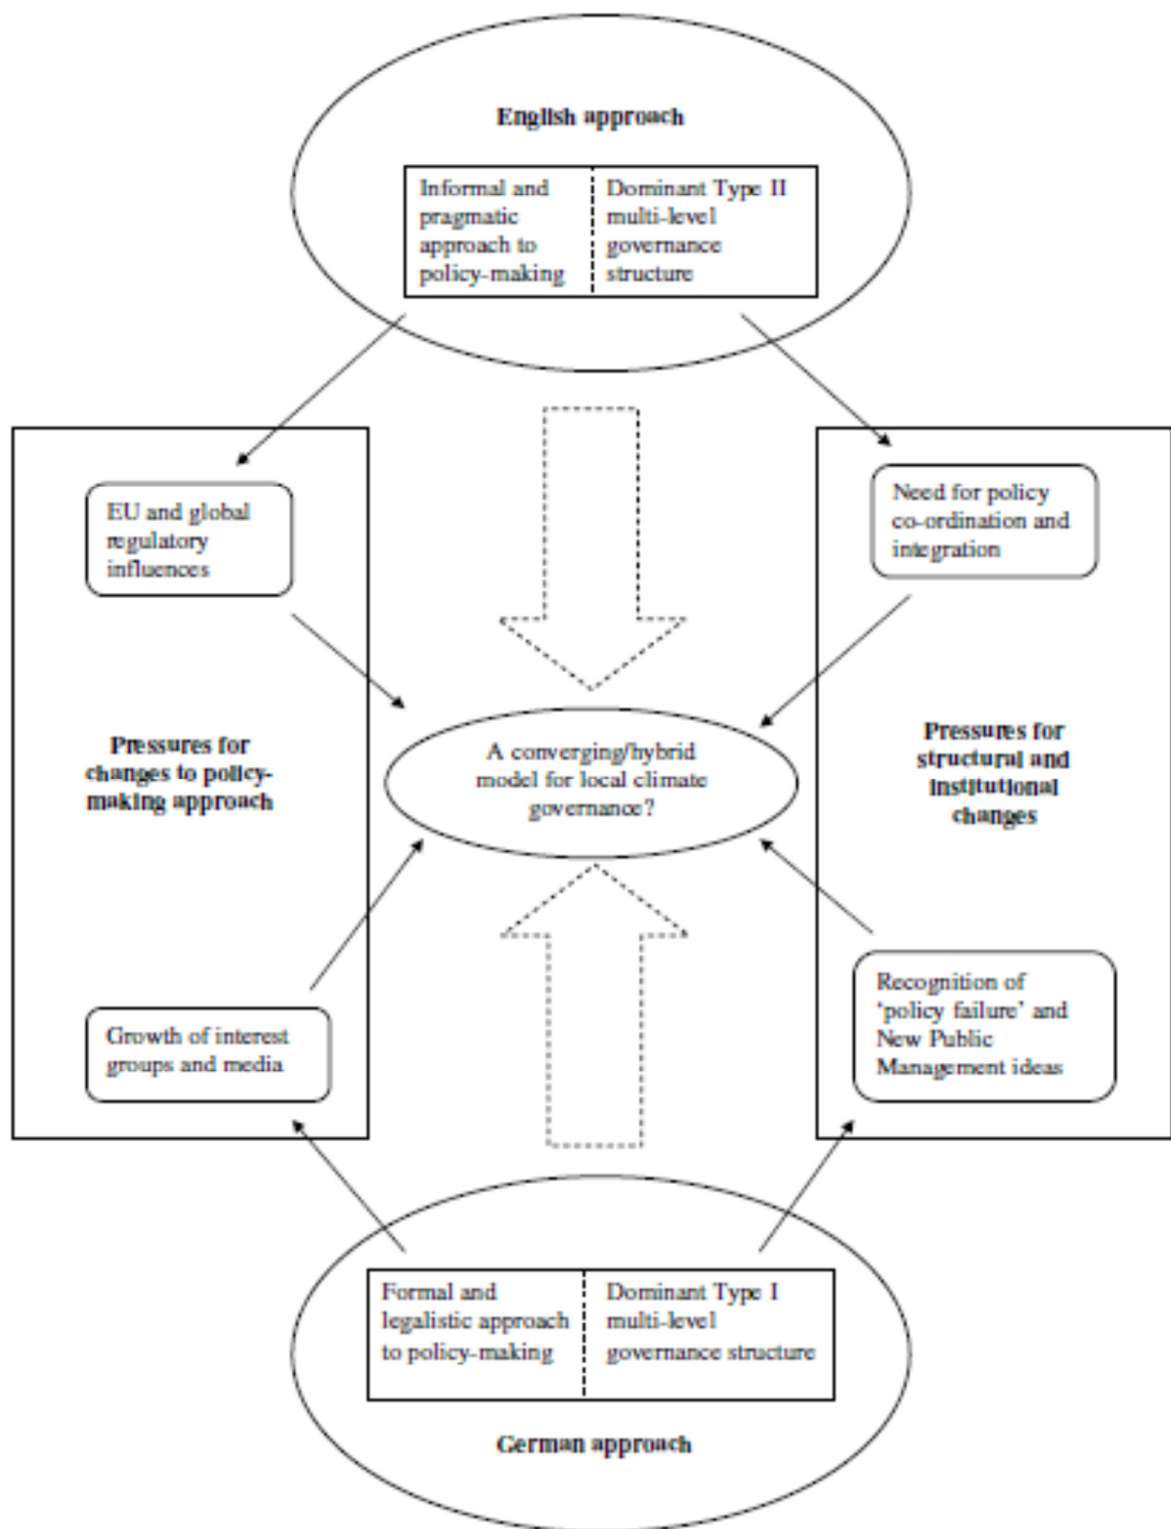 English approach
Informal and
pragmatic
approach to
policy-making
Dominant Type II
multi-level
governance
structure
EU and global
regulatory
influences
Need for policy
co-ordination and
integration
Pressures for
changes to policy-
making approach
A converging/hybrid
model for local climate
governance?
Pressures for
structural and
institutional
changes
Growth of interest
groups and media
Recognition of
‘policy failure’ and
New Public
Management ideas
Formal and
legalistic approach
to policy-making
Dominant Type I
multi-level
governance structure
German approach